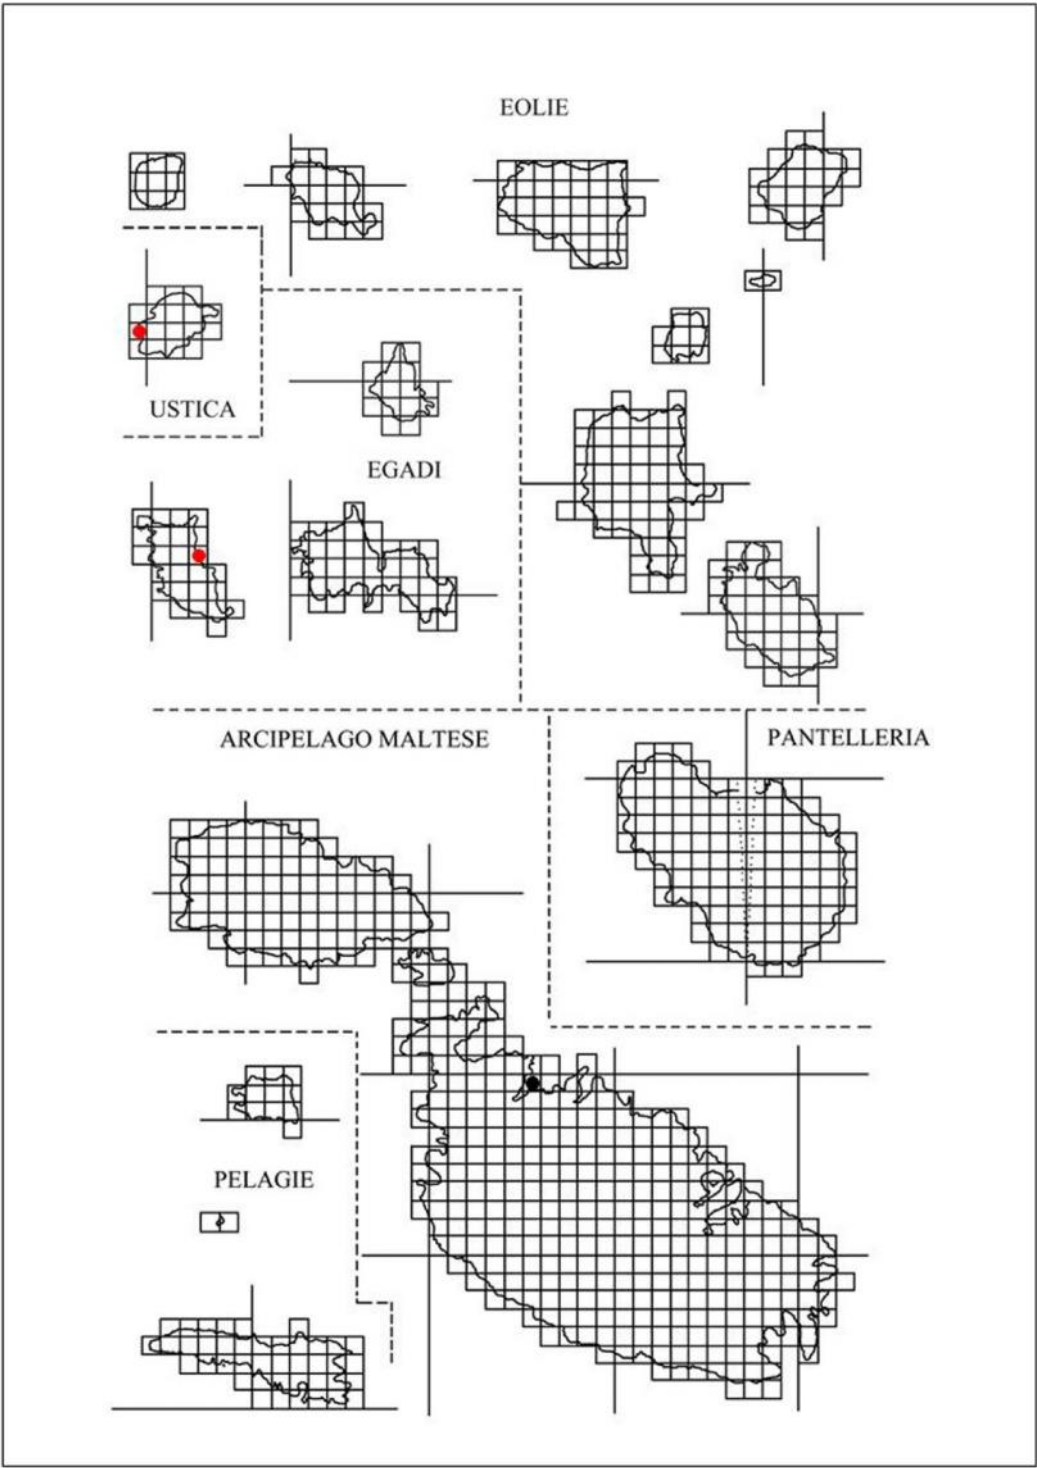 EOLIE
USTICA
EGADI
ARCIPELAGO MALTESE
PANTELLERIA
PELAGIE